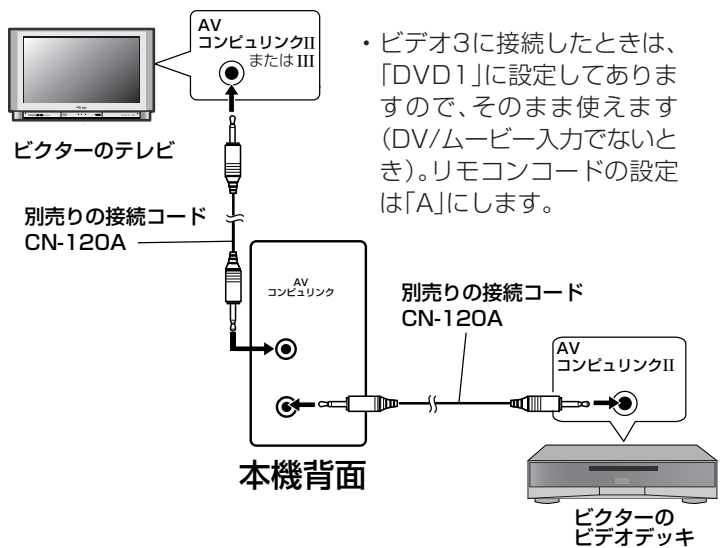 AV
コンピュリンクII
または III
・ビデオ3に接続したときは、
「DVD1」に設定してありま
すので、そのまま使えます
（DV/ムービー入力でないと
き）。リモコンコードの設定
は「A」にします。
ビクターのテレビ
別売りの接続コード
CN-120A
AV
コンピュリンク
別売りの接続コード
CN-120A
AV
コンピュリンクII
本機背面
ビクターの
ビデオデッキ